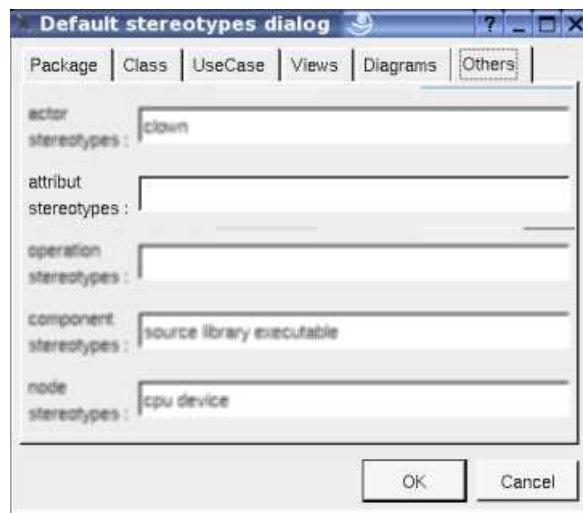 Default stereotypes dialog
Package Class UseCase Views Diagrams Others
actor
stereotypes :
clown
attribut
stereotypes :
operation
stereotypes :
component
stereotypes :
source library executable
node
stereotypes :
cpu device
OK Cancel